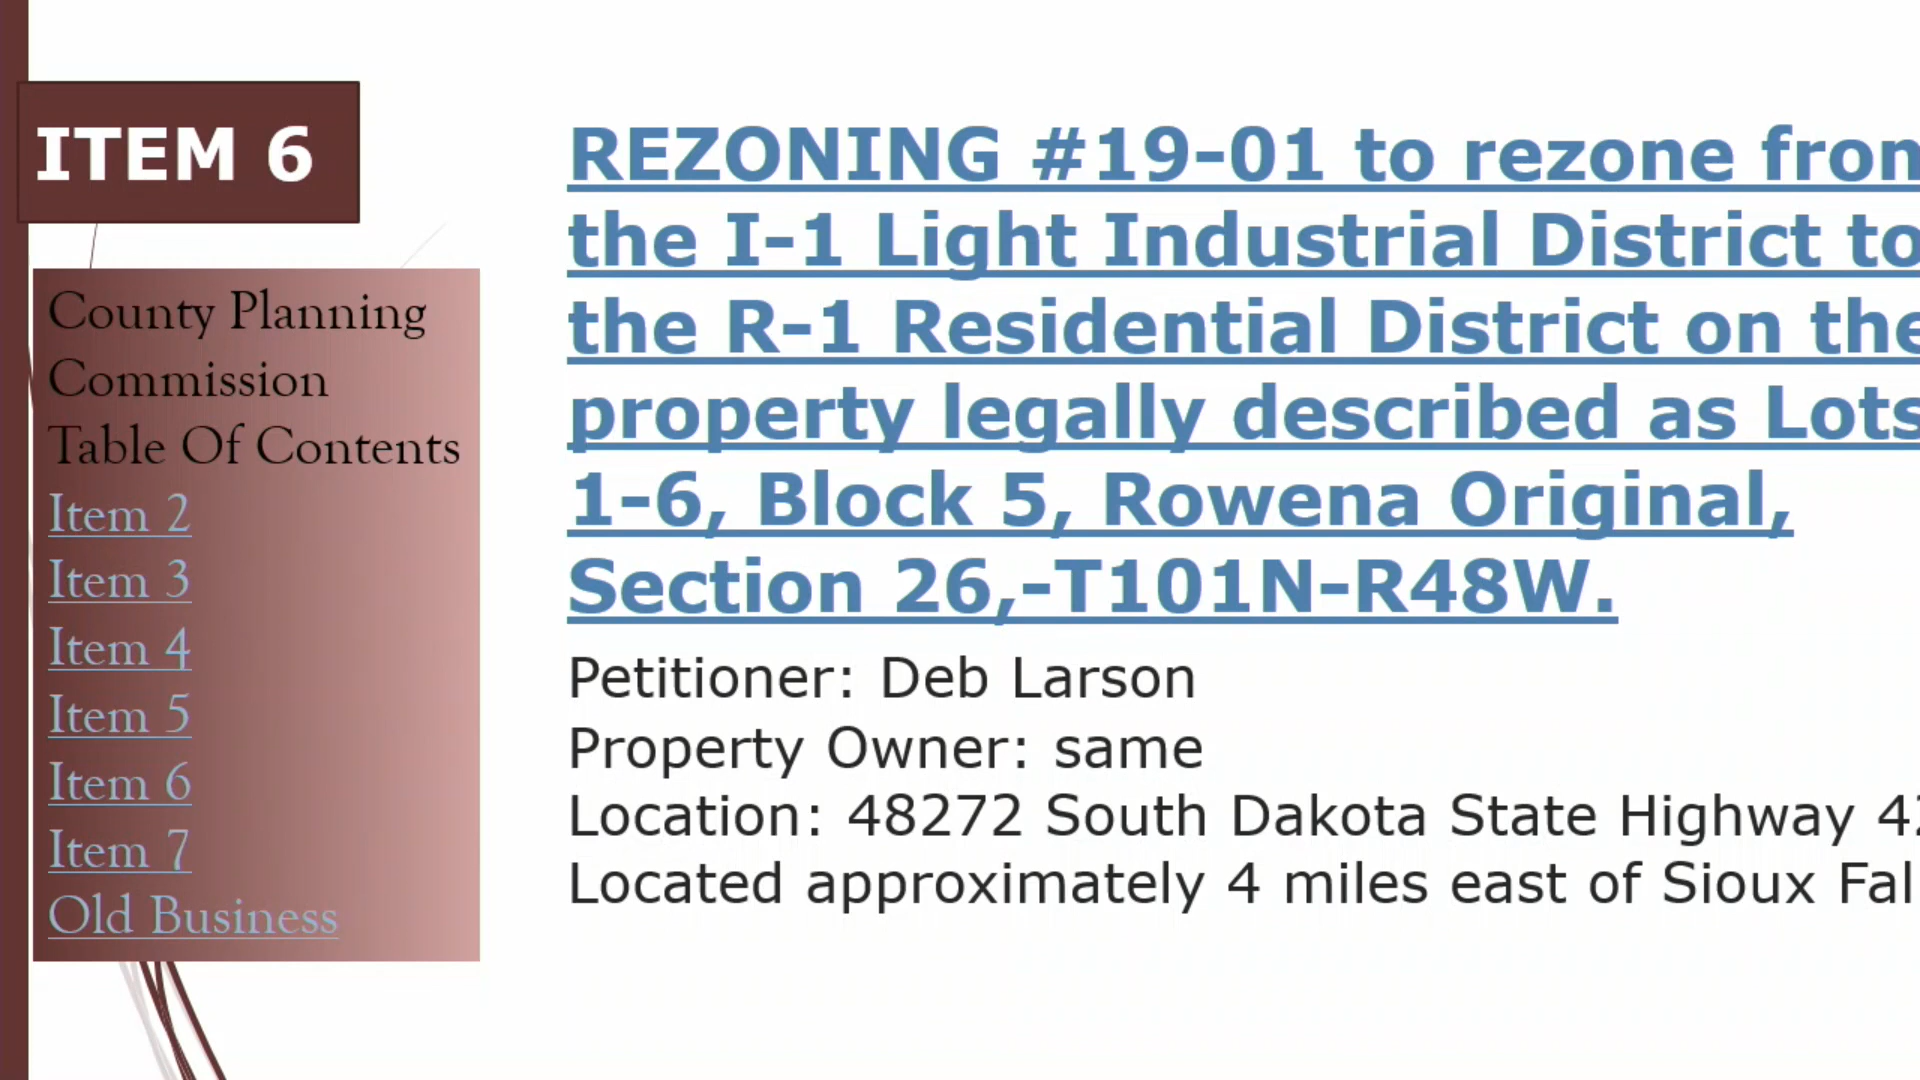 ITEM 6
County Planning
Commission
Table Of Contents
Item 2
Item 3
Item 4
Item 5
Item 6
Item 7
Old Business
REZONING #19-01 to rezone from
the I-1 Light Industrial District to
the R-1 Residential District on the
property legally described as Lots
1-6, Block 5, Rowena Original,
Section 26,-T101N-R48W.
Petitioner: Deb Larson
Property Owner: same
Location: 48272 South Dakota State Highway
Located approximately 4 miles east of Sioux